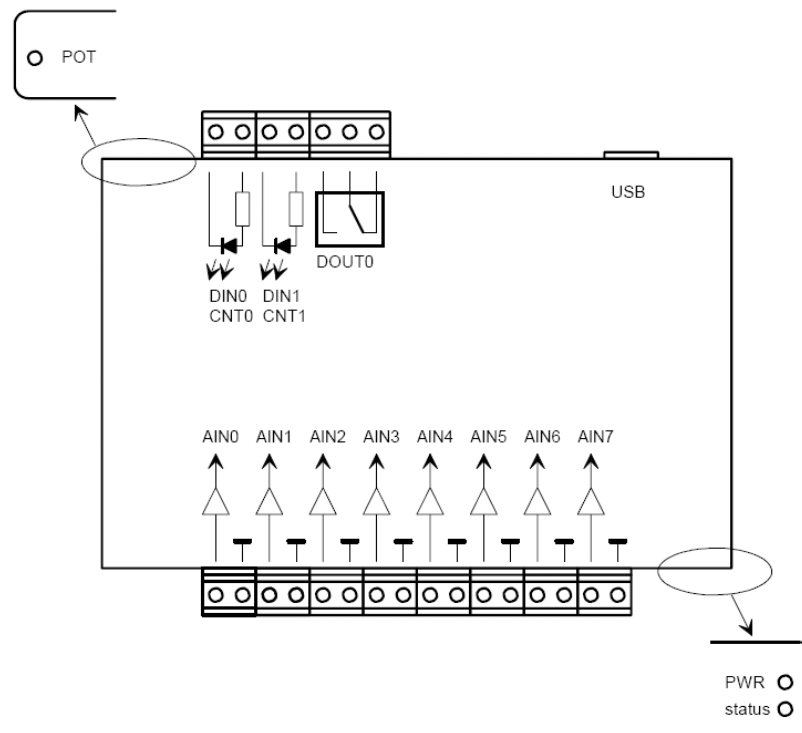 POT
USB
DOUT0
DIN0 DIN1
CNT0 CNT1
AIN0 AIN1 AIN2 AIN3 AIN4 AIN5 AIN6 AIN7
PWR
status